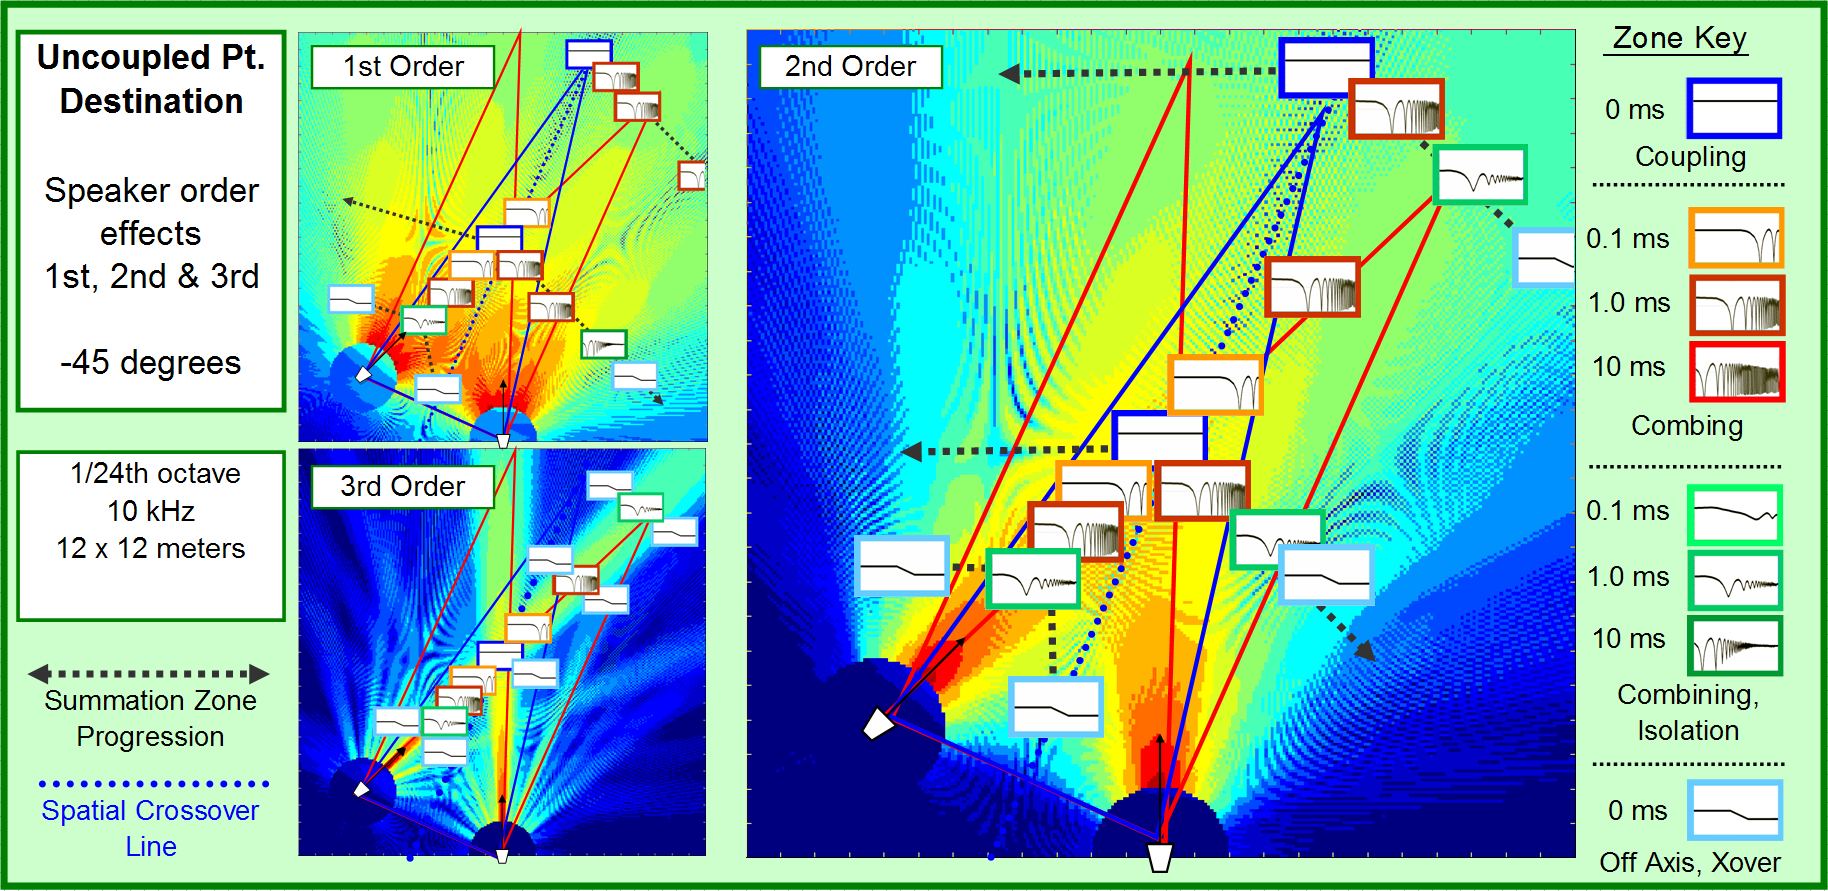 Uncoupled Pt.
Destination
Speaker order
effects
1st, 2nd & 3rd
-45 degrees
1/24th octave
10 kHz
12 x 12 meters
Summation Zone
Progression
Spatial Crossover
Line
1st Order
3rd Order
2nd Order
Zone Key
0 ms
Coupling
0.1 ms
1.0 ms
10 ms
Combing
0.1 ms
1.0 ms
10 ms
Combining,
Isolation
0 ms
Off Axis, Xover